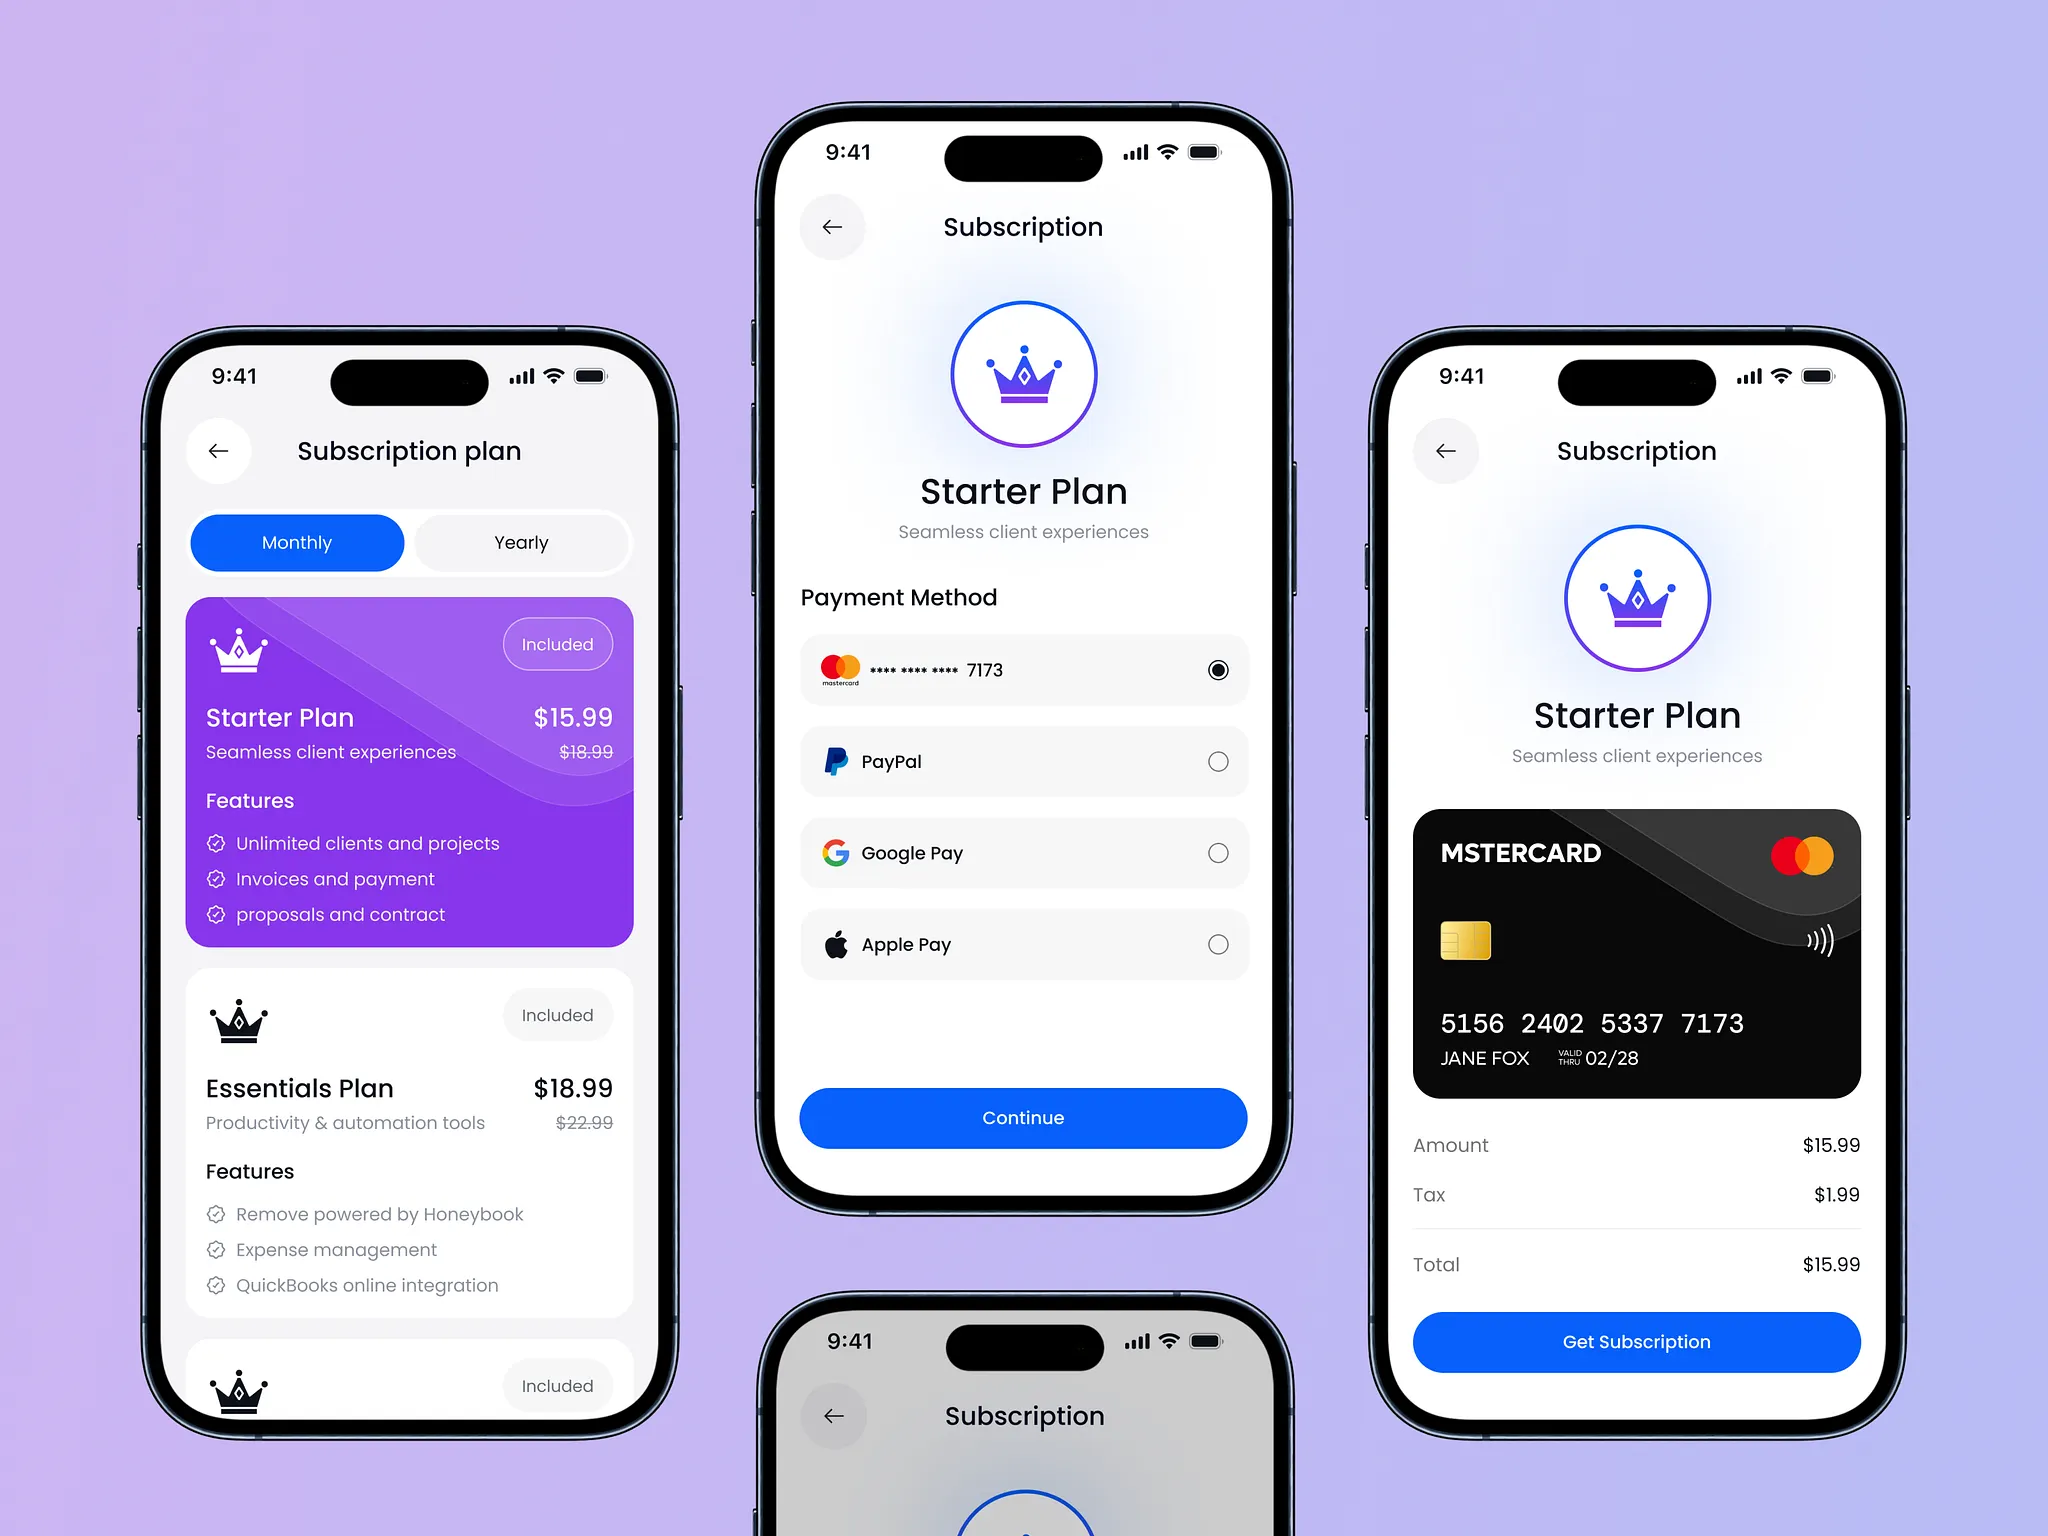 9:41
Subscription plan
Monthly
Yearly
Included
Starter Plan
$15.99
Seamless client experiences
$18.99
Features
Unlimited clients and projects
Invoices and payment
proposals and contract
Included
Essentials Plan
$18.99
Productivity & automation tools
$22.99
Features
Remove powered by Honeybook
Expense management
QuickBooks online integration
Included
9:41
Subscription
Starter Plan
Seamless client experiences
Payment Method
mastercard
**** **** **** 7173
PayPal
Google Pay
Apple Pay
Continue
9:41
Subscription
9:41
Subscription
Starter Plan
Seamless client experiences
MSTERCARD
5156 2402 5337 7173
JANE FOX VALID THRU 02/28
Amount
$15.99
Tax
$1.99
Total
$15.99
Get Subscription